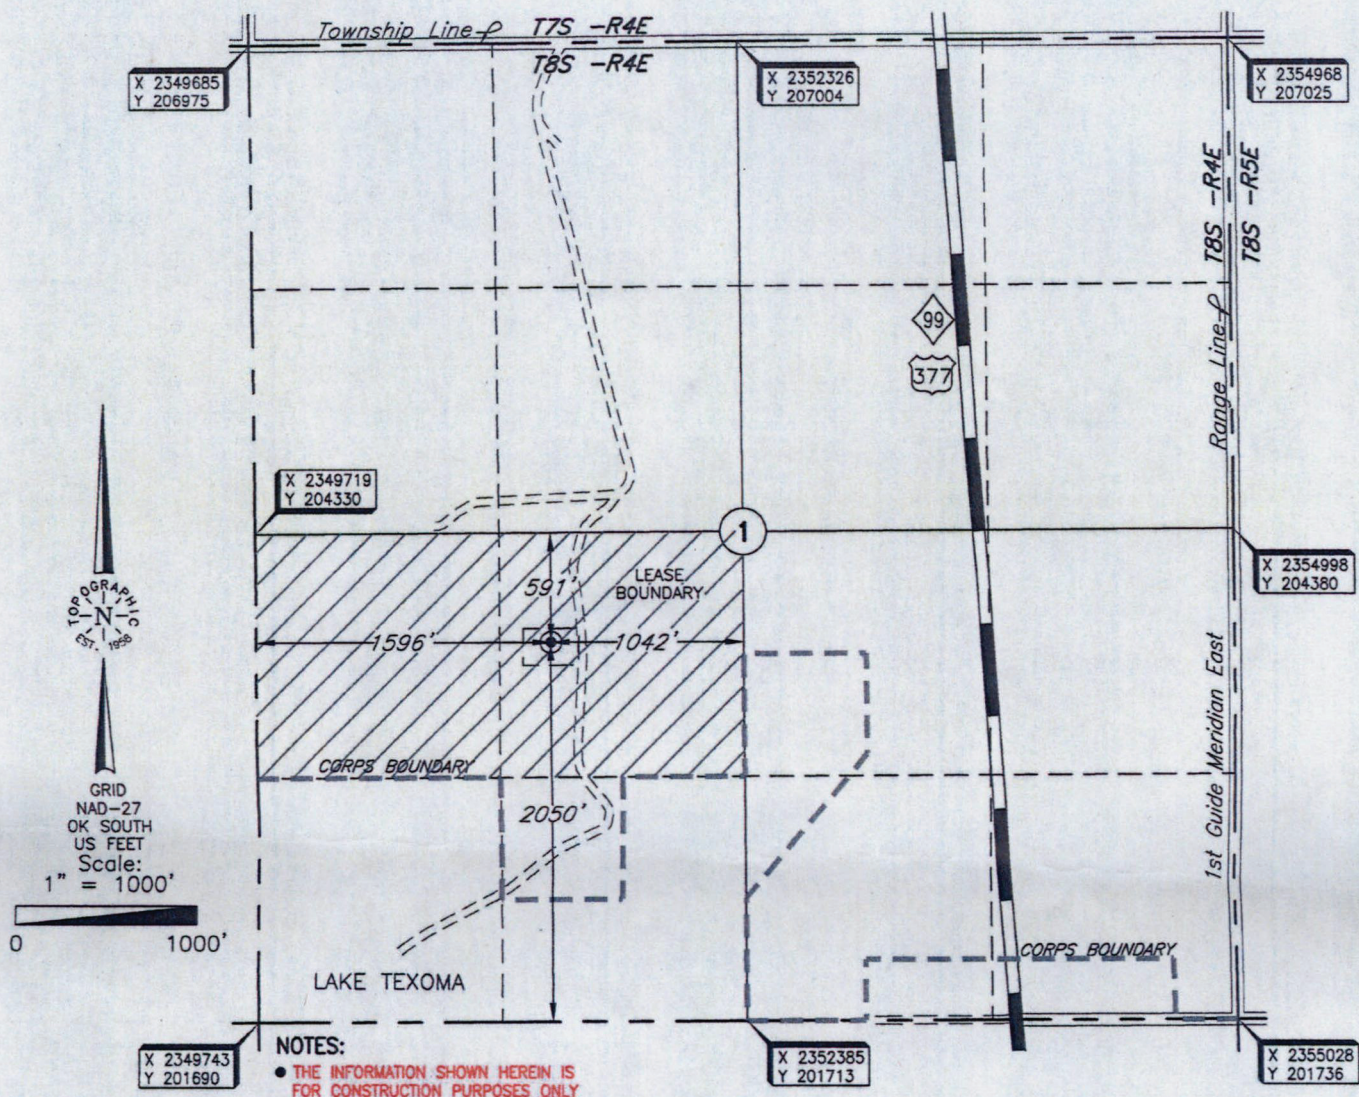 Township Line
T7S -R4E
T8S -R4E
X 2349685
Y 206975
X 2352326
Y 207004
X 2354968
Y 207025
T8S -R4E
T8S -R5E
99
377
Range Line
X 2349719
Y 204330
1
X 2354998
Y 204380
591'
LEASE
BOUNDARY
1596'
1042'
TOPOGRAPHIC
N
EST. 1958
1st Guide Meridian East
CORPS BOUNDARY
2050'
GRID
NAD-27
OK SOUTH
US FEET
Scale:
1" = 1000'
0 1000'
CORPS BOUNDARY
LAKE TEXOMA
X 2349743
Y 201690
X 2352385
Y 201713
X 2355028
Y 201736
NOTES:
● THE INFORMATION SHOWN HEREIN IS
FOR CONSTRUCTION PURPOSES ONLY